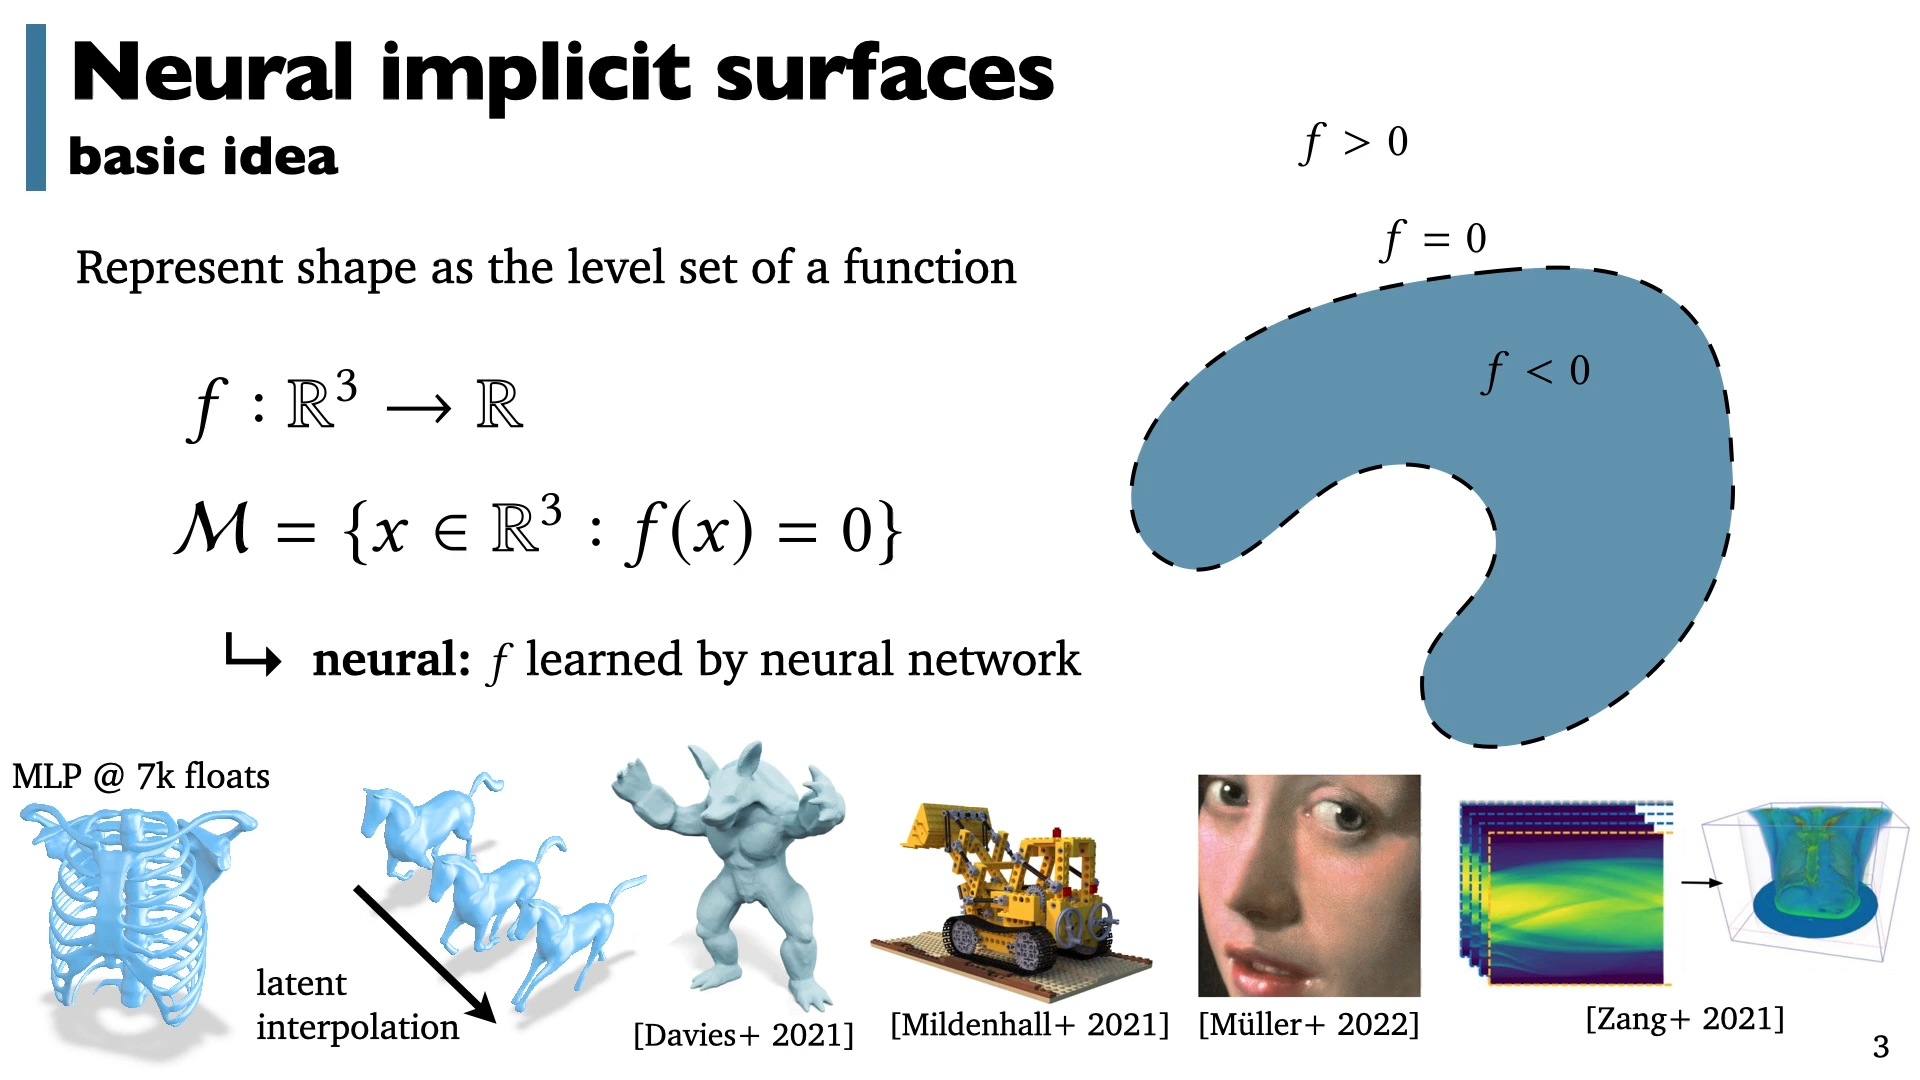 Neural implicit surfaces
basic idea
f > 0
f = 0
f < 0
Represent shape as the level set of a function
f : ℝ³ ⟶ ℝ
ℳ = {x ∈ ℝ³ : f(x) = 0}
↳ neural: f learned by neural network
MLP @ 7k floats
latent
interpolation
[Davies+ 2021]
[Mildenhall+ 2021]
[Müller+ 2022]
[Zang+ 2021]
3